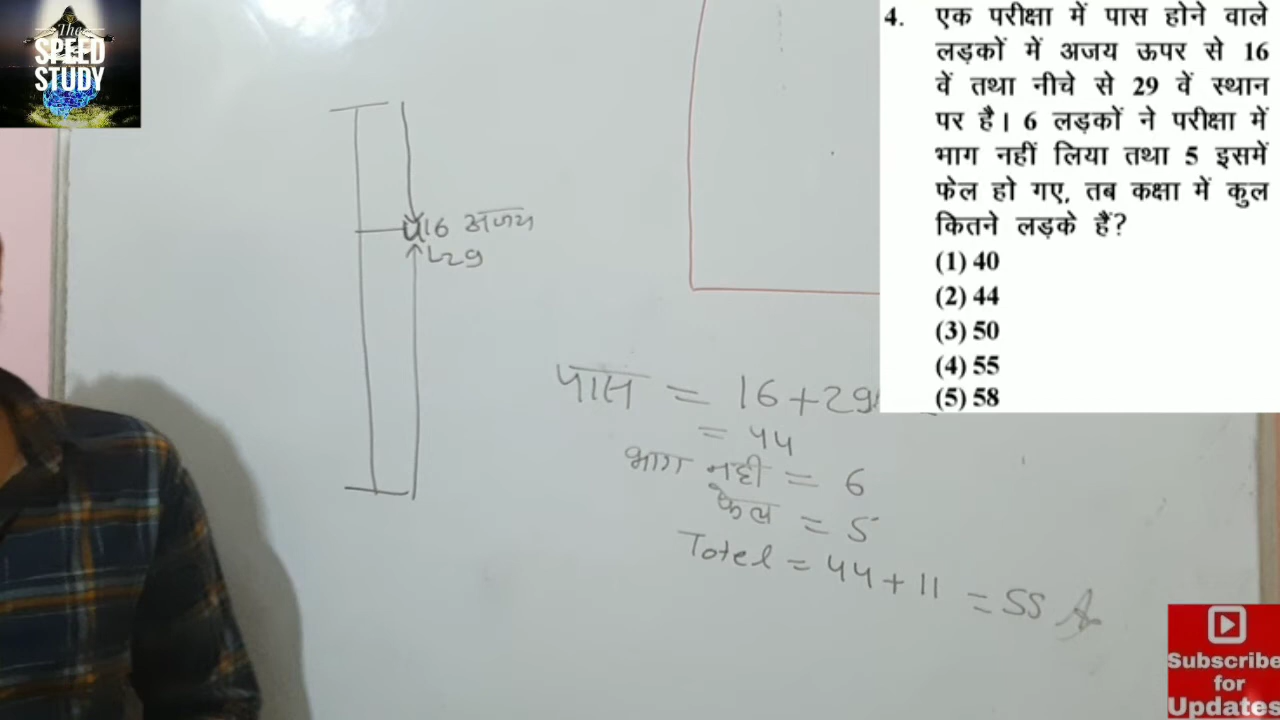 The
SPEED
STUDY
4. एक परीक्षा में पास होने वाले
लड़कों में अजय ऊपर से 16
वें तथा नीचे से 29 वें स्थान
पर है। 6 लड़कों ने परीक्षा में
भाग नहीं लिया तथा 5 इसमें
फेल हो गए, तब कक्षा में कुल
कितने लड़के हैं?
(1) 40
(2) 44
(3) 50
(4) 55
(5) 58
16 अजय
29
पास = 16+29
= 44
भाग नही = 6
फेल = 5
Totel = 44+11 = 55
Subscribe
for
Updates